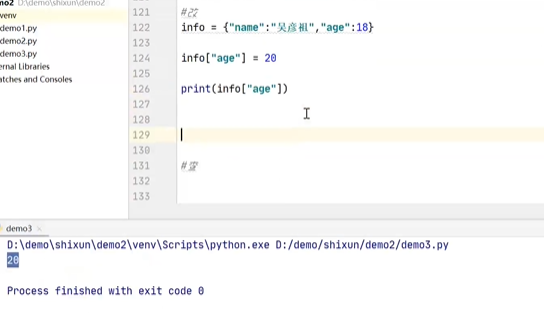 mo2 D:\demo\shixun\demo2
venv
demo1.py
demo2.py
demo3.py
ernal Libraries
atches and Consoles
121 #改
122 info = {"name":"吴彦祖","age":18}
123
124 info["age"] = 20
125
126 print(info["age"])
127
128
129
130
131 #查
132
133
demo3
D:\demo\shixun\demo2\venv\Scripts\python.exe D:/demo/shixun/demo2/demo3.py
20
Process finished with exit code 0